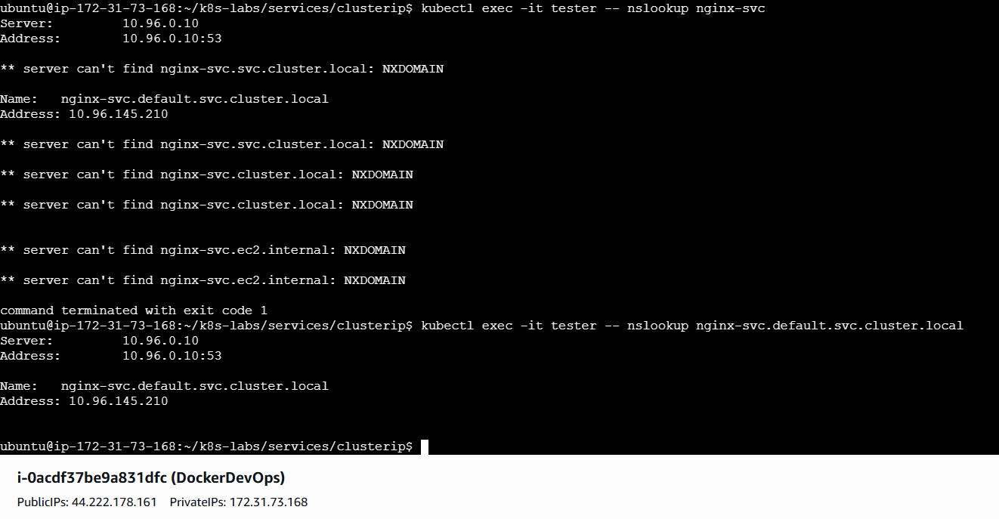 ubuntu@ip-172-31-73-168:~/k8s-labs/services/clusterip$ kubectl exec -it tester -- nslookup nginx-svc
Server:         10.96.0.10
Address:        10.96.0.10:53
** server can't find nginx-svc.svc.cluster.local: NXDOMAIN
Name:   nginx-svc.default.svc.cluster.local
Address: 10.96.145.210
** server can't find nginx-svc.svc.cluster.local: NXDOMAIN
** server can't find nginx-svc.cluster.local: NXDOMAIN
** server can't find nginx-svc.cluster.local: NXDOMAIN
** server can't find nginx-svc.ec2.internal: NXDOMAIN
** server can't find nginx-svc.ec2.internal: NXDOMAIN
command terminated with exit code 1
ubuntu@ip-172-31-73-168:~/k8s-labs/services/clusterip$ kubectl exec -it tester -- nslookup nginx-svc.default.svc.cluster.local
Server:         10.96.0.10
Address:        10.96.0.10:53
Name:   nginx-svc.default.svc.cluster.local
Address: 10.96.145.210
ubuntu@ip-172-31-73-168:~/k8s-labs/services/clusterip$
i-0acdf37be9a831dfc (DockerDevOps)
PublicIPs: 44.222.178.161    PrivateIPs: 172.31.73.168